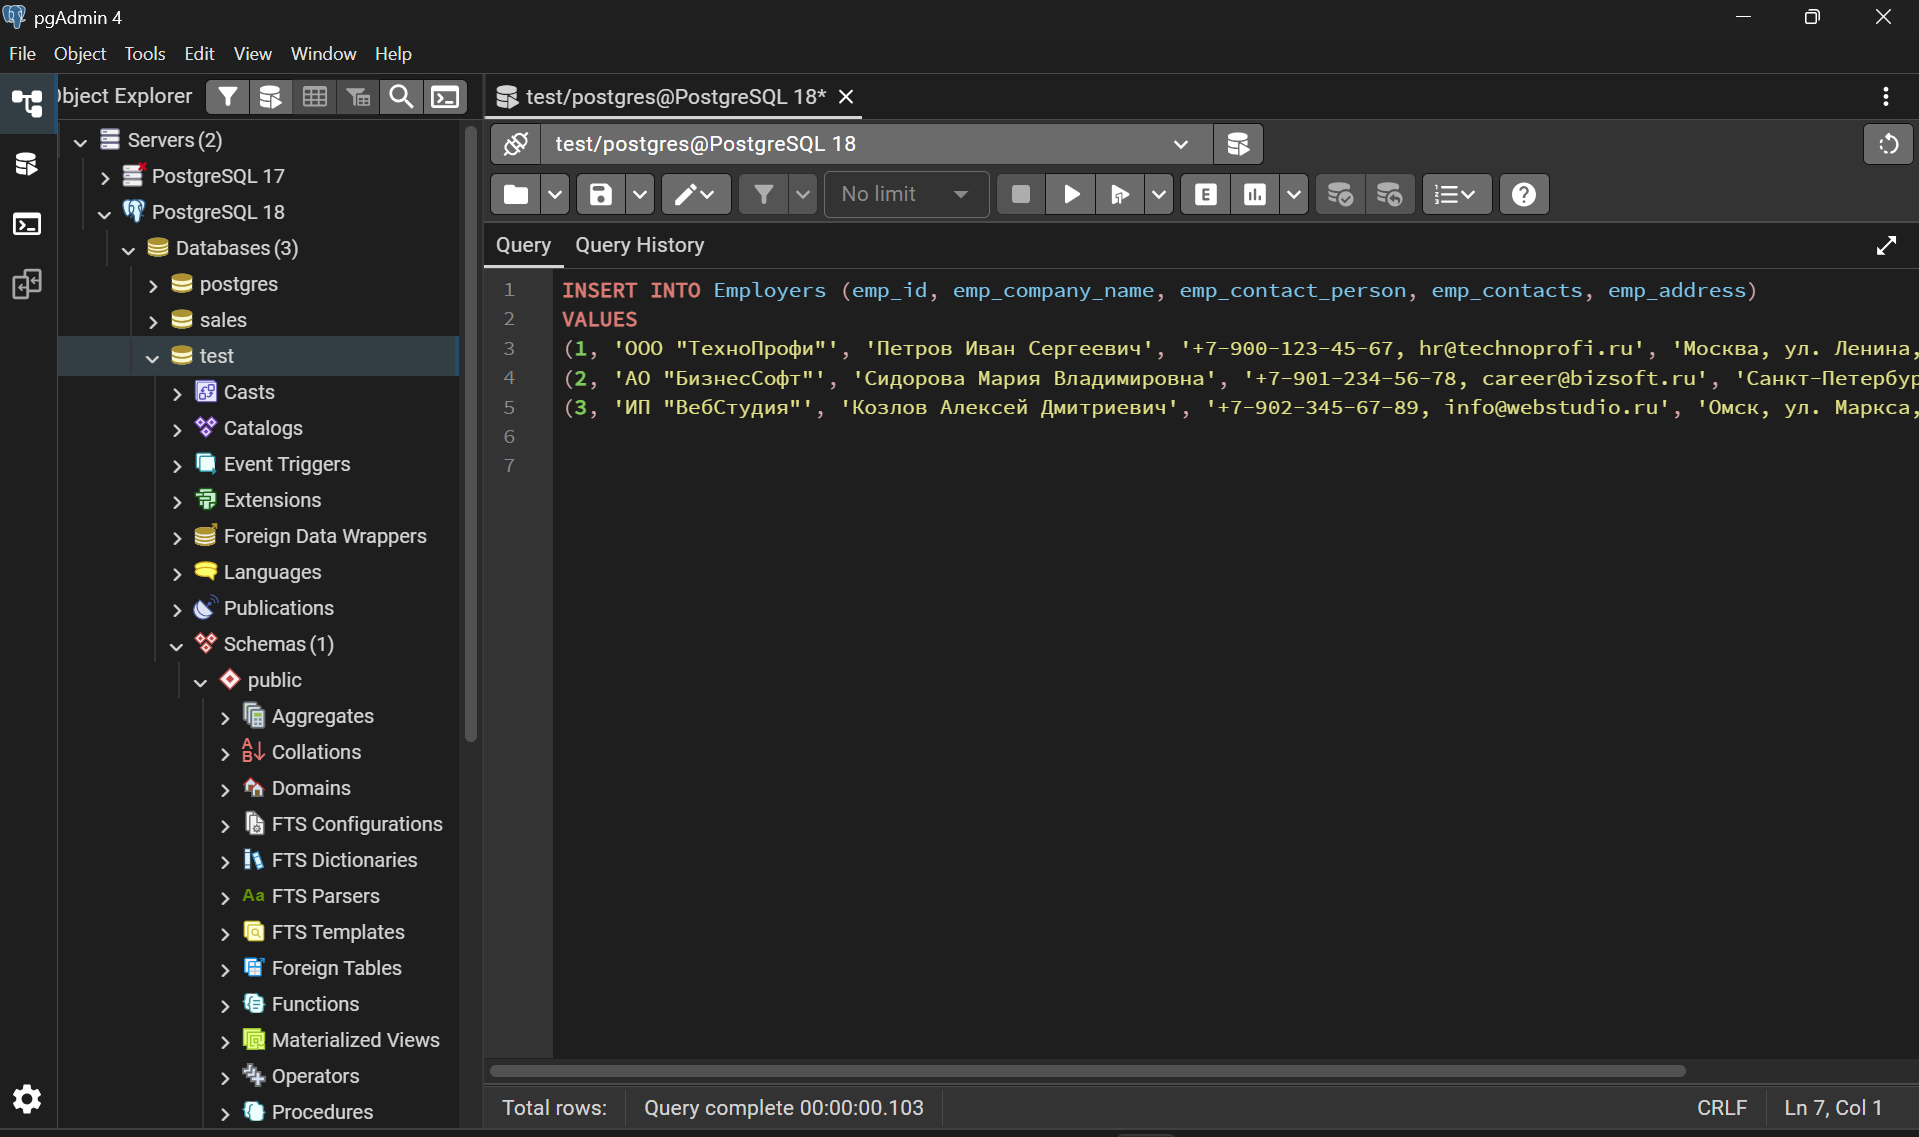 pgAdmin 4
File Object Tools Edit View Window Help
bject Explorer
test/postgres@PostgreSQL 18*
Servers (2)
PostgreSQL 17
PostgreSQL 18
Databases (3)
postgres
sales
test
Casts
Catalogs
Event Triggers
Extensions
Foreign Data Wrappers
Languages
Publications
Schemas (1)
public
Aggregates
Collations
Domains
FTS Configurations
FTS Dictionaries
Aa FTS Parsers
FTS Templates
Foreign Tables
Functions
Materialized Views
Operators
Procedures
test/postgres@PostgreSQL 18
No limit
E
Query Query History
1 INSERT INTO Employers (emp_id, emp_company_name, emp_contact_person, emp_contacts, emp_address)
2 VALUES
3 (1, 'ООО "ТехноПрофи"', 'Петров Иван Сергеевич', '+7-900-123-45-67, hr@technoprofi.ru', 'Москва, ул. Ленина,
4 (2, 'АО "БизнесСофт"', 'Сидорова Мария Владимировна', '+7-901-234-56-78, career@bizsoft.ru', 'Санкт-Петербур
5 (3, 'ИП "ВебСтудия"', 'Козлов Алексей Дмитриевич', '+7-902-345-67-89, info@webstudio.ru', 'Омск, ул. Маркса,
6
7
Total rows: Query complete 00:00:00.103 CRLF Ln 7, Col 1